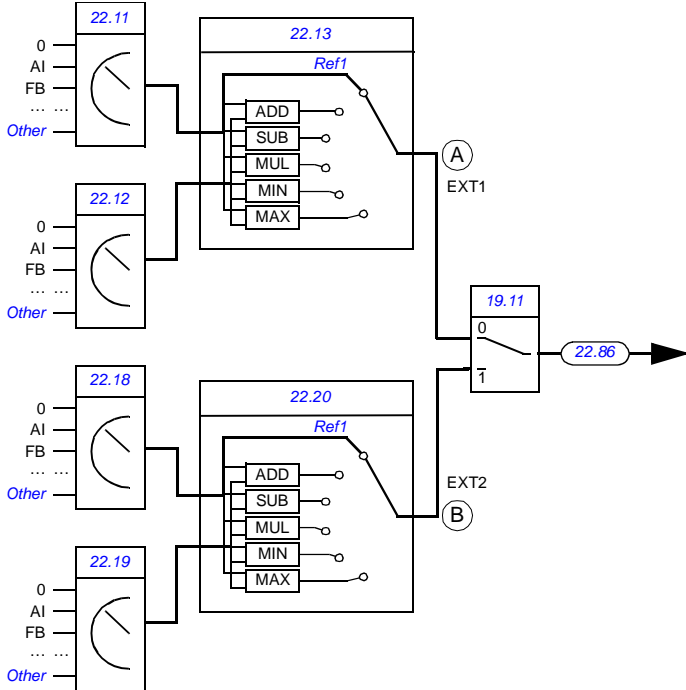 22.11
0
AI
FB
... ...
Other
22.12
0
AI
FB
... ...
Other
22.13
Ref1
ADD
SUB
MUL
MIN
MAX
A
EXT1
19.11
0
1
22.86
22.18
0
AI
FB
... ...
Other
22.19
0
AI
FB
... ...
Other
22.20
Ref1
ADD
SUB
MUL
MIN
MAX
EXT2
B